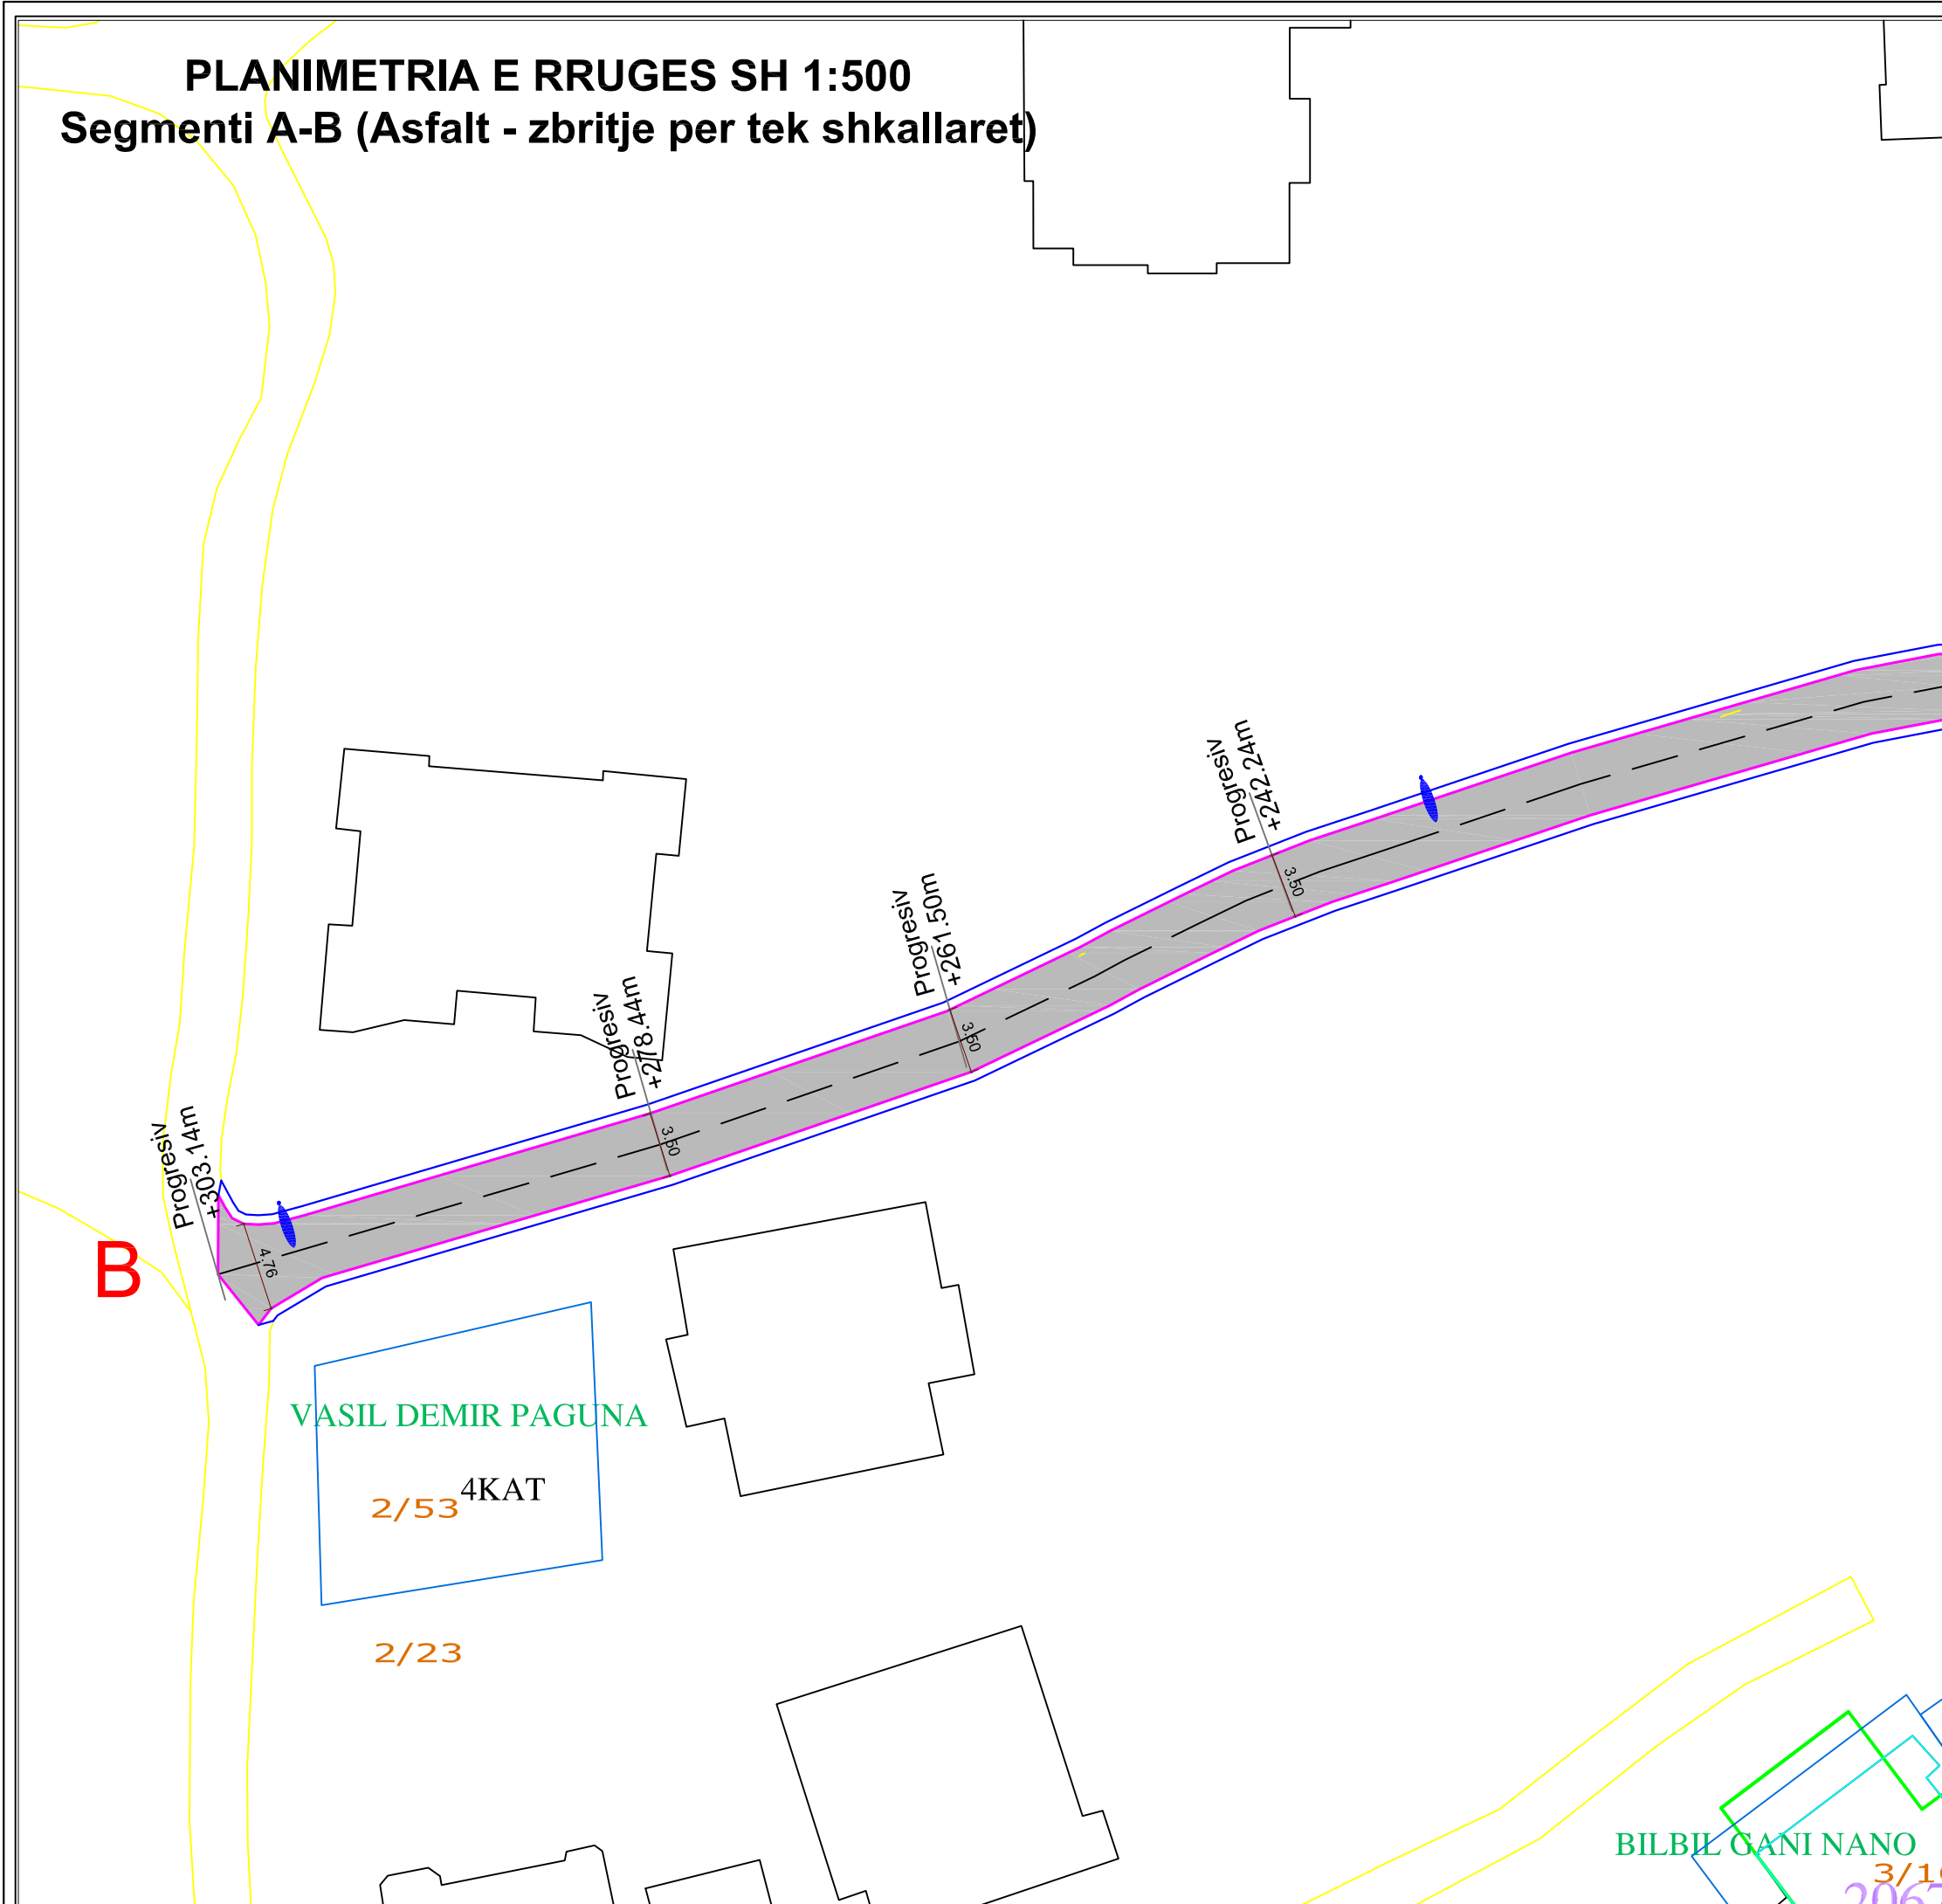 PLANIMETRIA E RRUGES SH 1:500
Segmenti A-B (Asfalt - zbritje per tek shkallaret)
Progresiv
+242.24m
3.50
Progresiv
+261.50m
3.50
Progresiv
+278.44m
3.50
Progresiv
+303.14m
4.76
B
VASIL DEMIR PAGUNA
4KAT
2/53
2/23
BILBIL GANI NANO